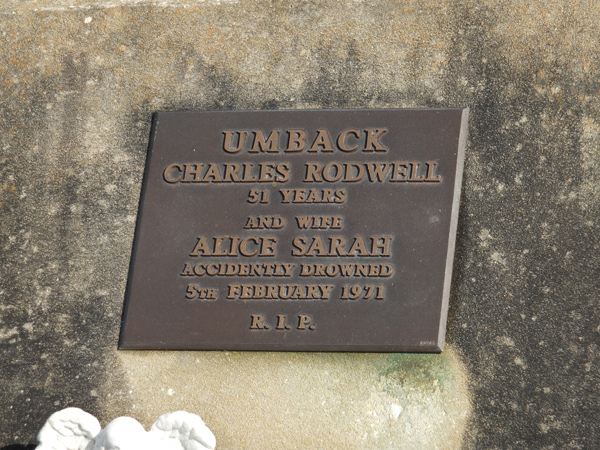 UMBACK
CHARLES RODWELL
51 YEARS
AND WIFE
ALICE SARAH
ACCIDENTLY DROWNED
5TH FEBRUARY 1971
R. I. P.